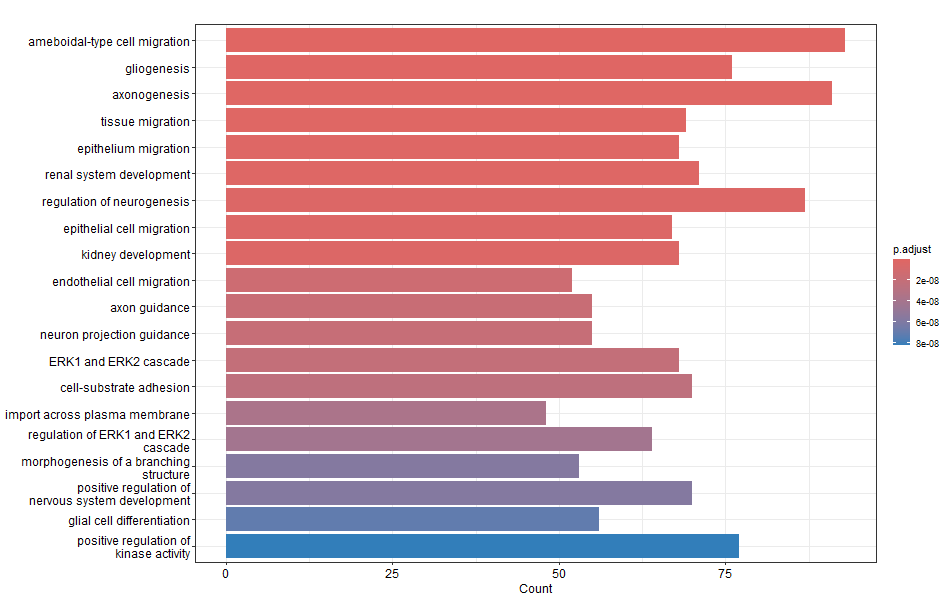 ameboidal-type cell migration
gliogenesis
axonogenesis
tissue migration
epithelium migration
renal system development
regulation of neurogenesis
epithelial cell migration
kidney development
endothelial cell migration
axon guidance
neuron projection guidance
ERK1 and ERK2 cascade
cell-substrate adhesion
import across plasma membrane
regulation of ERK1 and ERK2
cascade
morphogenesis of a branching
structure
positive regulation of
nervous system development
glial cell differentiation
positive regulation of
kinase activity
0
25
50
75
Count
p.adjust
2e-08
4e-08
6e-08
8e-08